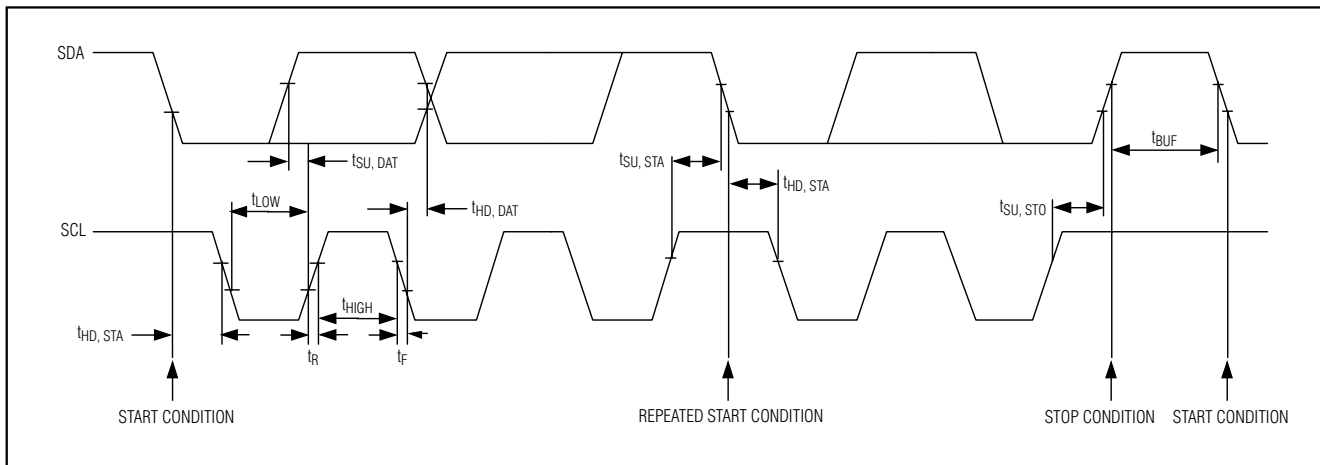 SDA
tSU, DAT
tSU, STA
tBUF
tHD, STA
tLOW
tHD, DAT
tSU, STO
SCL
tHIGH
tHD, STA
tR
tF
START CONDITION
REPEATED START CONDITION
STOP CONDITION
START CONDITION